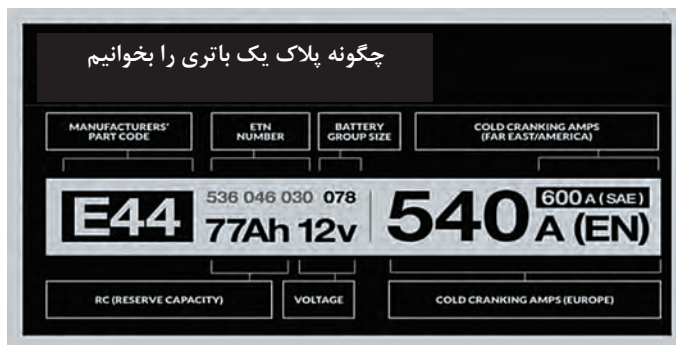 چگونه پلاک یک باتری را بخوانیم
MANUFACTURERS' PART CODE
ETN NUMBER
BATTERY GROUP SIZE
COLD CRANKING AMPS (FAR EAST/AMERICA)
E44
536 046 030 078
77Ah 12v
540 A (EN)
600 A (SAE)
RC (RESERVE CAPACITY)
VOLTAGE
COLD CRANKING AMPS (EUROPE)